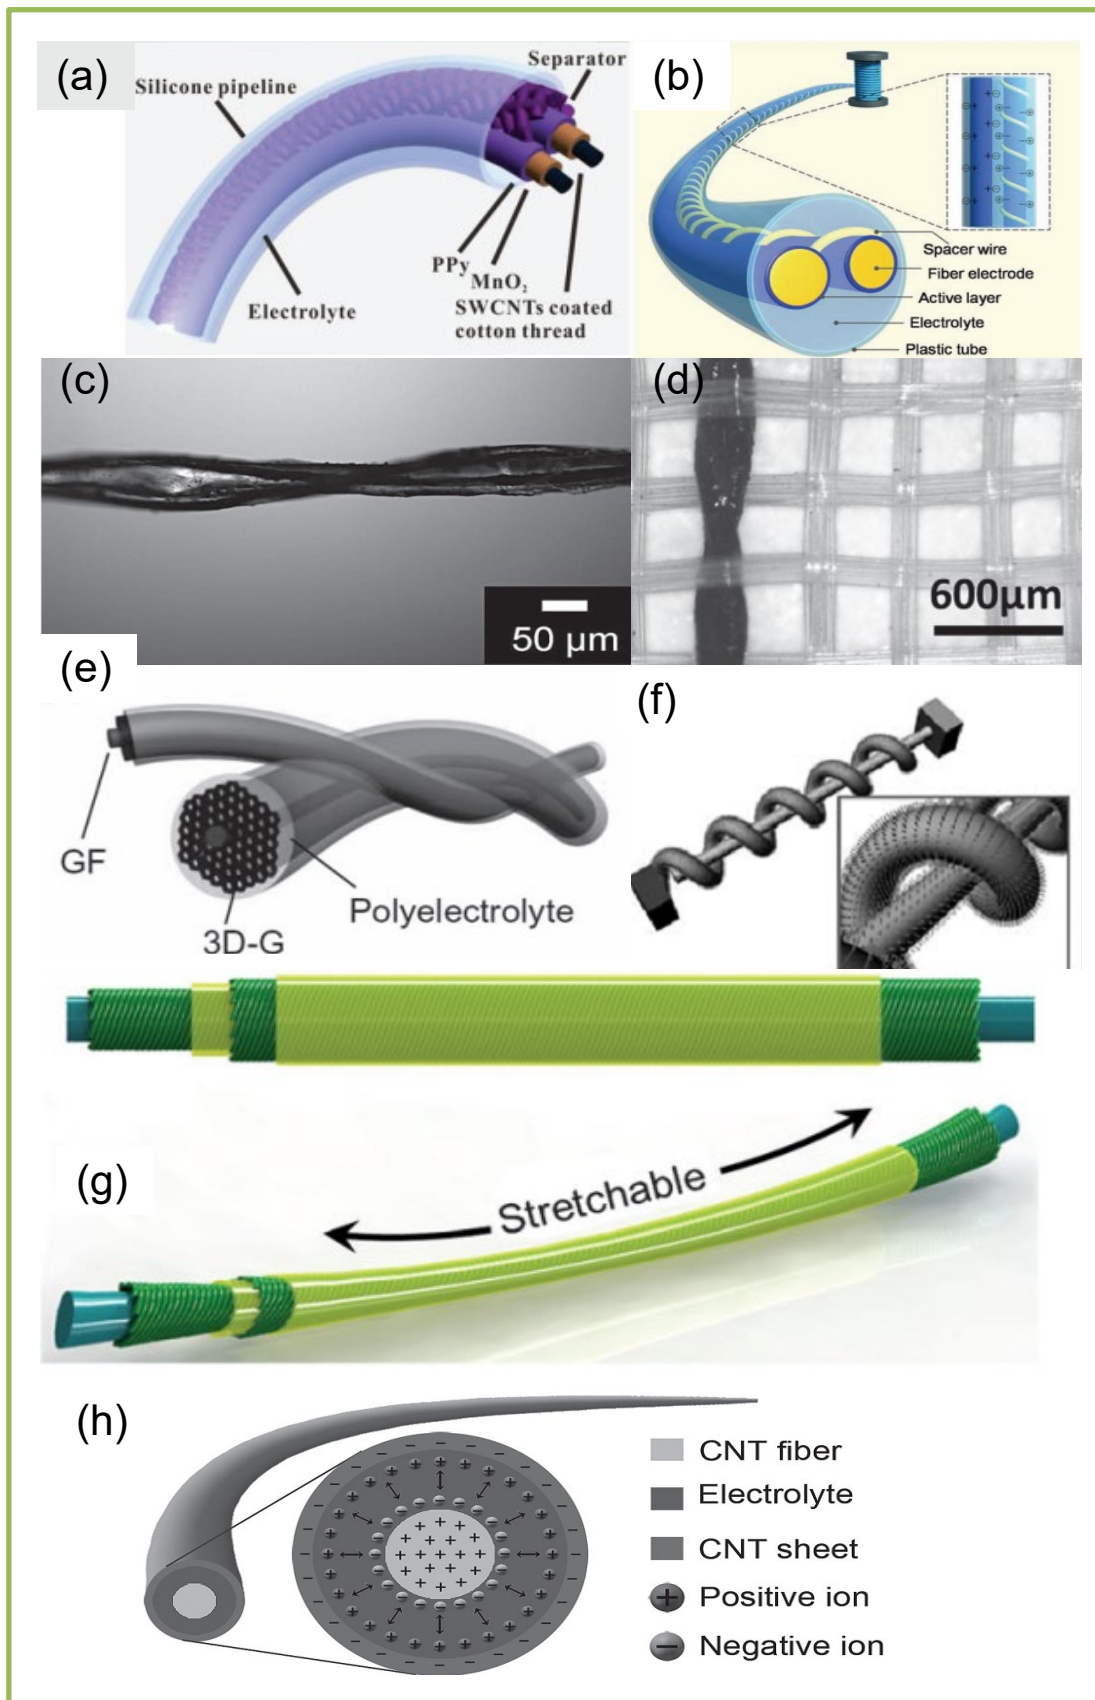 (a)
Silicone pipeline
Separator
PPy
MnO₂
SWCNTs coated
cotton thread
Electrolyte
(b)
Spacer wire
Fiber electrode
Active layer
Electrolyte
Plastic tube
(c)
50 µm
(d)
600µm
(e)
GF
3D-G
Polyelectrolyte
(f)
(g)
Stretchable
(h)
CNT fiber
Electrolyte
CNT sheet
Positive ion
Negative ion